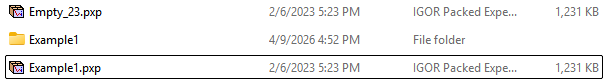 Empty_23.pxp 2/6/2023 5:23 PM IGOR Packed Expe... 1,231 KB
Example1 4/9/2026 4:52 PM File folder
Example1.pxp 2/6/2023 5:23 PM IGOR Packed Expe... 1,231 KB